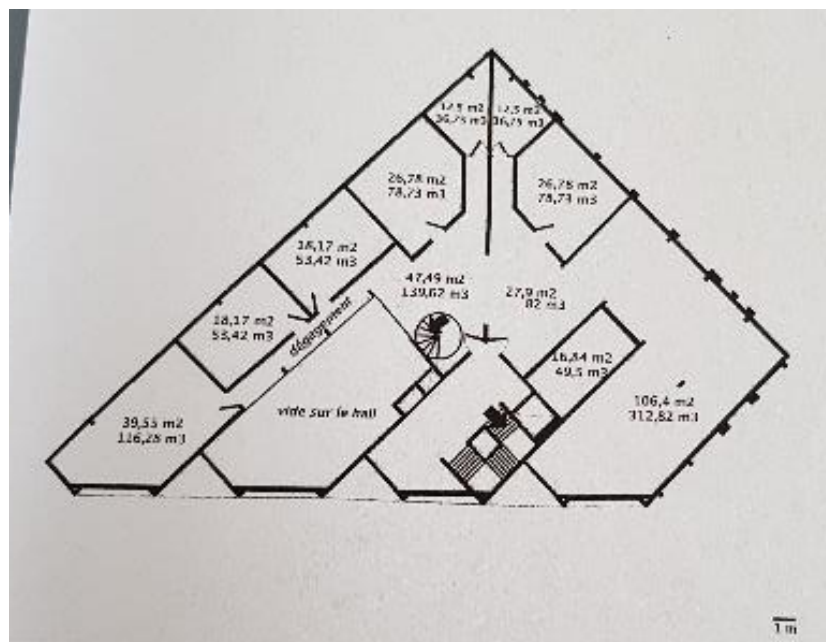 12,5 m2
36,75 m3
12,5 m2
36,75 m3
26,78 m2
78,73 m3
26,78 m2
78,73 m3
18,17 m2
53,42 m3
47,49 m2
139,62 m3
27,9 m2
82 m3
18,17 m2
53,42 m3
dégagement
16,84 m2
49,5 m3
39,55 m2
116,28 m3
vide sur le hall
106,4 m2
312,82 m3
1 m